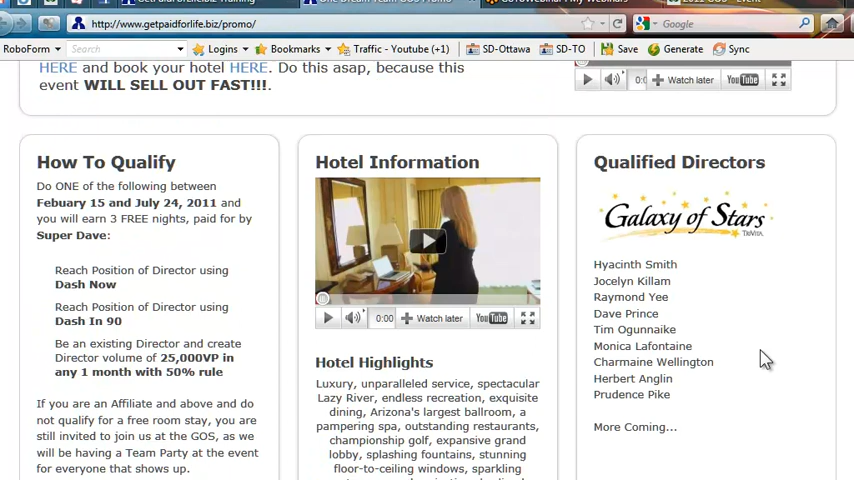 http://www.getpaidforlife.biz/promo/
Google
RoboForm Search Logins Bookmarks Traffic - Youtube (+1) SD-Ottawa SD-TO Save Generate Sync
HERE and book your hotel HERE. Do this asap, because this
event WILL SELL OUT FAST!!!.
Watch later YouTube
How To Qualify
Do ONE of the following between
Febuary 15 and July 24, 2011 and
you will earn 3 FREE nights, paid for by
Super Dave:
Reach Position of Director using
Dash Now
Reach Position of Director using
Dash In 90
Be an existing Director and create
Director volume of 25,000VP in
any 1 month with 50% rule
If you are an Affiliate and above and do
not qualify for a free room stay, you are
still invited to join us at the GOS, as we
will be having a Team Party at the event
for everyone that shows up.
Hotel Information
0:00 Watch later YouTube
Hotel Highlights
Luxury, unparalleled service, spectacular
Lazy River, endless recreation, exquisite
dining, Arizona's largest ballroom, a
pampering spa, outstanding restaurants,
championship golf, expansive grand
lobby, splashing fountains, stunning
floor-to-ceiling windows, sparkling
Qualified Directors
Galaxy of Stars
TriVita
Hyacinth Smith
Jocelyn Killam
Raymond Yee
Dave Prince
Tim Ogunnaike
Monica Lafontaine
Charmaine Wellington
Herbert Anglin
Prudence Pike
More Coming...